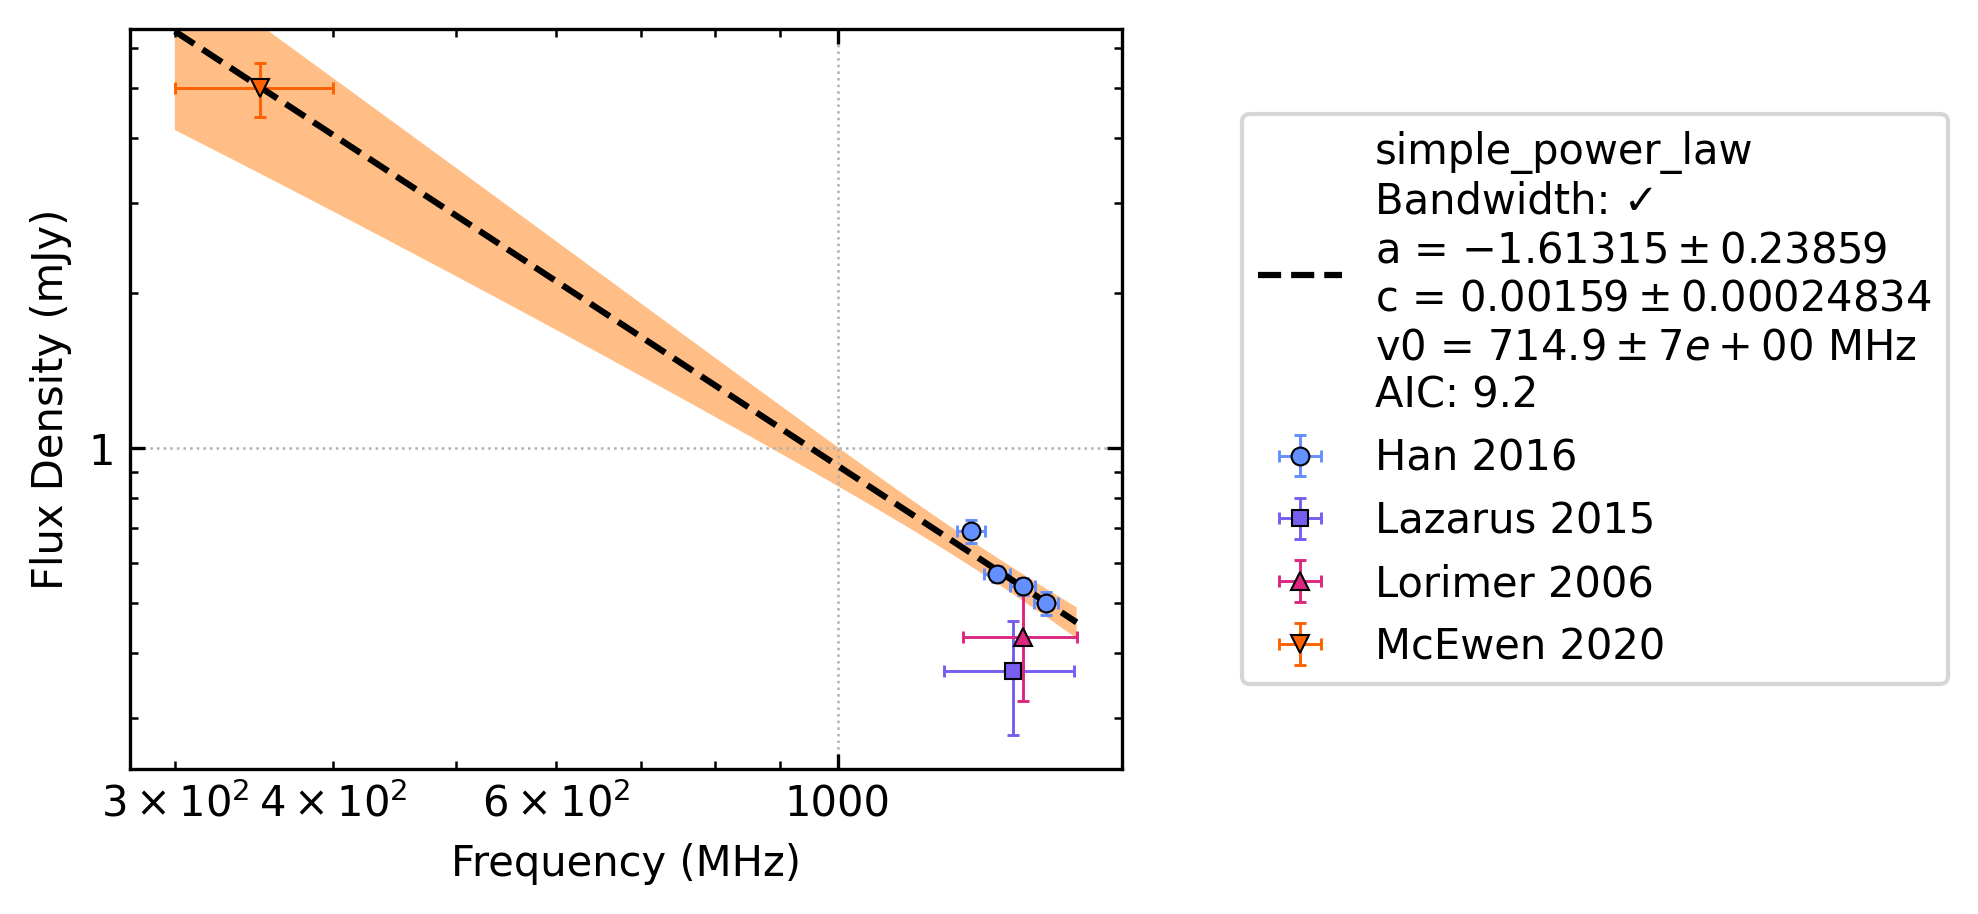 Flux Density (mJy)
1
3 × 10² 4 × 10² 6 × 10² 1000
Frequency (MHz)
simple_power_law
Bandwidth: ✓
a = −1.61315 ± 0.23859
c = 0.00159 ± 0.00024834
v0 = 714.9 ± 7e + 00 MHz
AIC: 9.2
Han 2016
Lazarus 2015
Lorimer 2006
McEwen 2020